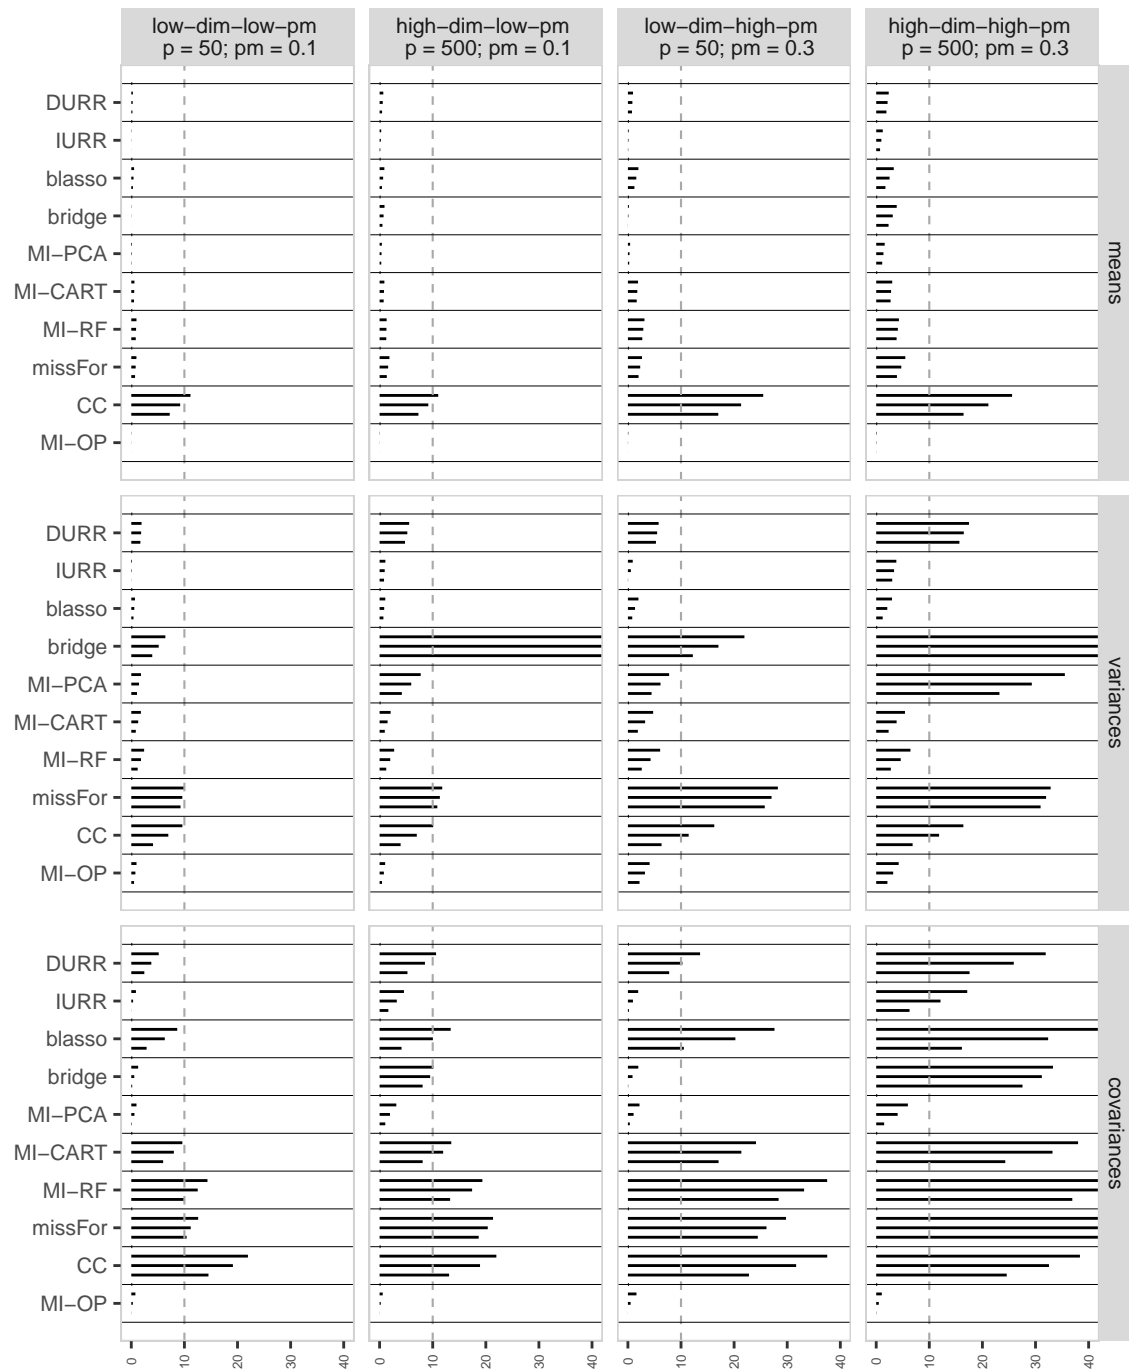 low−dim−low−pm
p = 50; pm = 0.1
high−dim−low−pm
p = 500; pm = 0.1
low−dim−high−pm
p = 50; pm = 0.3
high−dim−high−pm
p = 500; pm = 0.3
DURR
IURR
blasso
bridge
MI−PCA
MI−CART
MI−RF
missFor
CC
MI−OP
means
DURR
IURR
blasso
bridge
MI−PCA
MI−CART
MI−RF
missFor
CC
MI−OP
variances
DURR
IURR
blasso
bridge
MI−PCA
MI−CART
MI−RF
missFor
CC
MI−OP
covariances
0 10 20 30 40
0 10 20 30 40
0 10 20 30 40
0 10 20 30 40